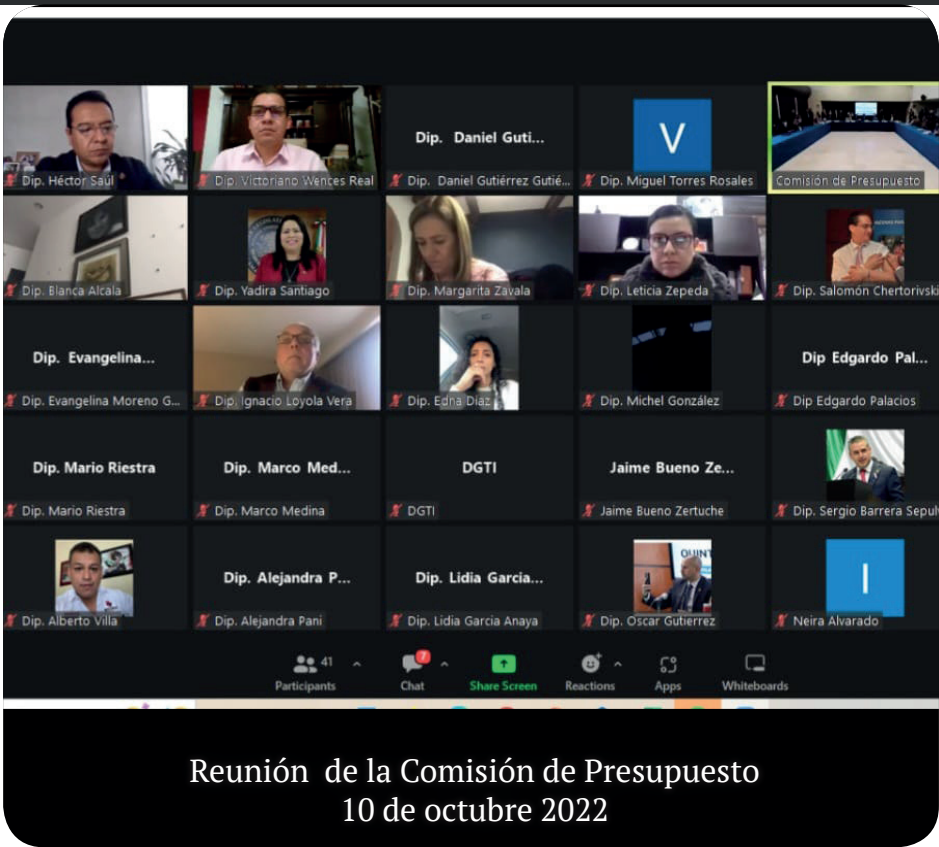 Dip. Héctor Saúl
Dip. Victoriano Wences Real
Dip. Daniel Guti...
Dip. Daniel Gutiérrez Gutié...
V
Dip. Miguel Torres Rosales
Comisión de Presupuesto
Dip. Blanca Alcala
Dip. Yadira Santiago
Dip. Margarita Zavala
Dip. Leticia Zepeda
Dip. Salomón Chertorivski
Dip. Evangelina...
Dip. Evangelina Moreno G...
Dip. Ignacio Loyola Vera
Dip. Edna Díaz
Dip. Michel González
Dip Edgardo Pal...
Dip Edgardo Palacios
Dip. Mario Riestra
Dip. Mario Riestra
Dip. Marco Med...
Dip. Marco Medina
DGTI
DGTI
Jaime Bueno Ze...
Jaime Bueno Zertuche
Dip. Sergio Barrera Sepulv
Dip. Alberto Villa
Dip. Alejandra P...
Dip. Alejandra Pani
Dip. Lidia Garcia...
Dip. Lidia Garcia Anaya
QUINT
Dip. Oscar Gutierrez
I
Neira Alvarado
41
7
Participants
Chat
Share Screen
Reactions
Apps
Whiteboards
Reunión de la Comisión de Presupuesto
10 de octubre 2022